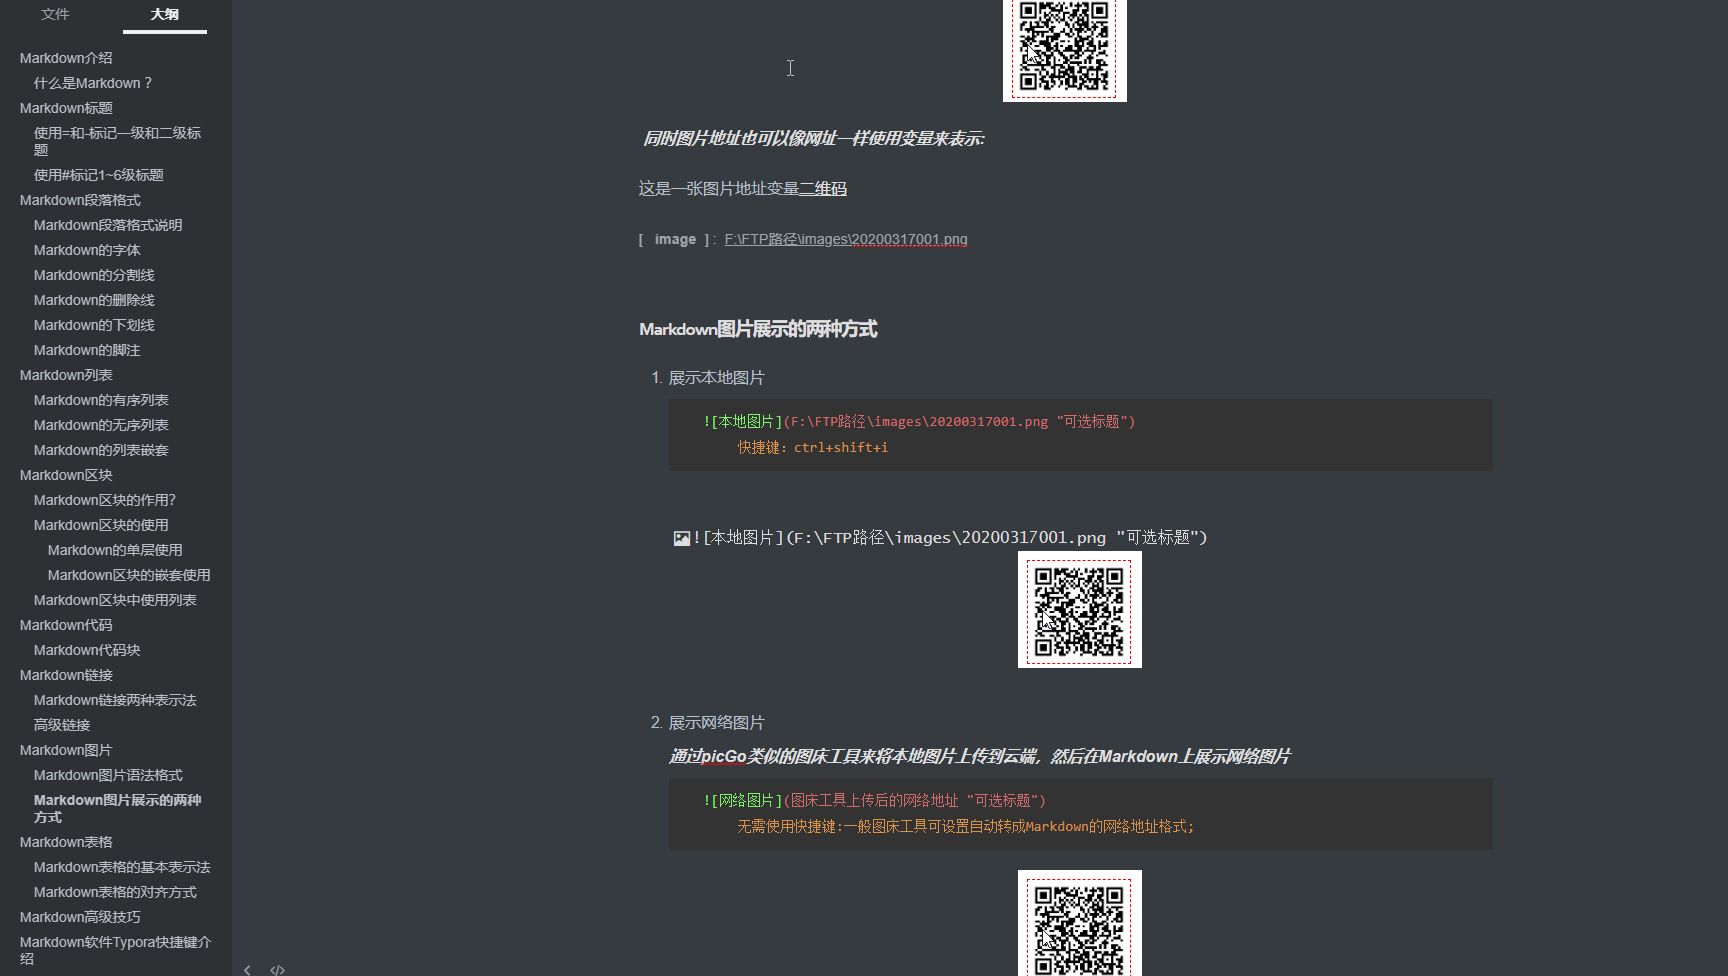 文件 大纲
Markdown介绍
什么是Markdown ?
Markdown标题
使用=和-标记一级和二级标
题
使用#标记1~6级标题
Markdown段落格式
Markdown段落格式说明
Markdown的字体
Markdown的分割线
Markdown的删除线
Markdown的下划线
Markdown的脚注
Markdown列表
Markdown的有序列表
Markdown的无序列表
Markdown的列表嵌套
Markdown区块
Markdown区块的作用?
Markdown区块的使用
Markdown的单层使用
Markdown区块的嵌套使用
Markdown区块中使用列表
Markdown代码
Markdown代码块
Markdown链接
Markdown链接两种表示法
高级链接
Markdown图片
Markdown图片语法格式
Markdown图片展示的两种
方式
Markdown表格
Markdown表格的基本表示法
Markdown表格的对齐方式
Markdown高级技巧
Markdown软件Typora快捷键介
绍
同时图片地址也可以像网址一样使用变量来表示:
这是一张图片地址变量二维码
[ image ] : F:\FTP路径\images\20200317001.png
Markdown图片展示的两种方式
1. 展示本地图片
![本地图片](F:\FTP路径\images\20200317001.png "可选标题")
快捷键: ctrl+shift+i
![本地图片](F:\FTP路径\images\20200317001.png "可选标题")
2. 展示网络图片
通过picGo类似的图床工具来将本地图片上传到云端，然后在Markdown上展示网络图片
![网络图片](图床工具上传后的网络地址 "可选标题")
无需使用快捷键:一般图床工具可设置自动转成Markdown的网络地址格式;